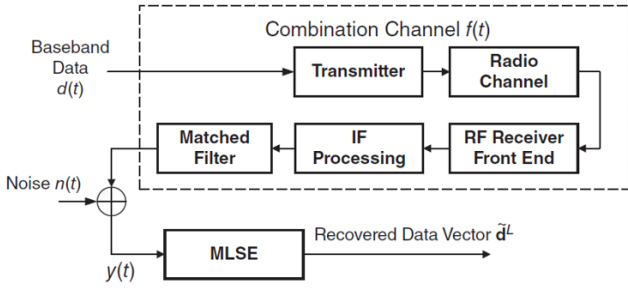 Combination Channel f(t)
Baseband
Data
d(t)
Transmitter
Radio
Channel
Matched
Filter
IF
Processing
RF Receiver
Front End
Noise n(t)
MLSE
Recovered Data Vector d̃ᴸ
y(t)